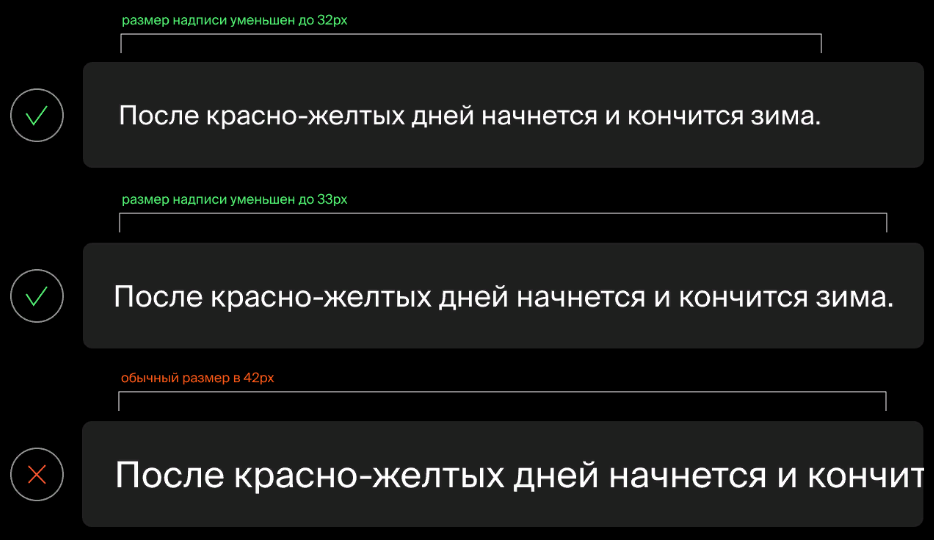 размер надписи уменьшен до 32px
После красно-желтых дней начнется и кончится зима.
размер надписи уменьшен до 33px
После красно-желтых дней начнется и кончится зима.
обычный размер в 42px
После красно-желтых дней начнется и кончит